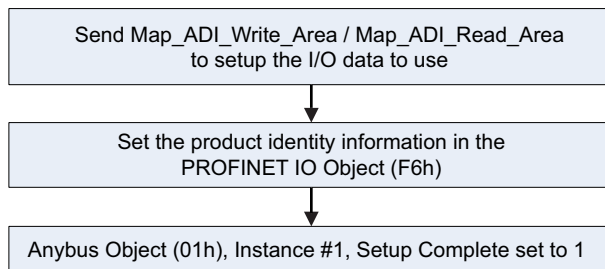 Send Map_ADI_Write_Area / Map_ADI_Read_Area
to setup the I/O data to use
Set the product identity information in the
PROFINET IO Object (F6h)
Anybus Object (01h), Instance #1, Setup Complete set to 1